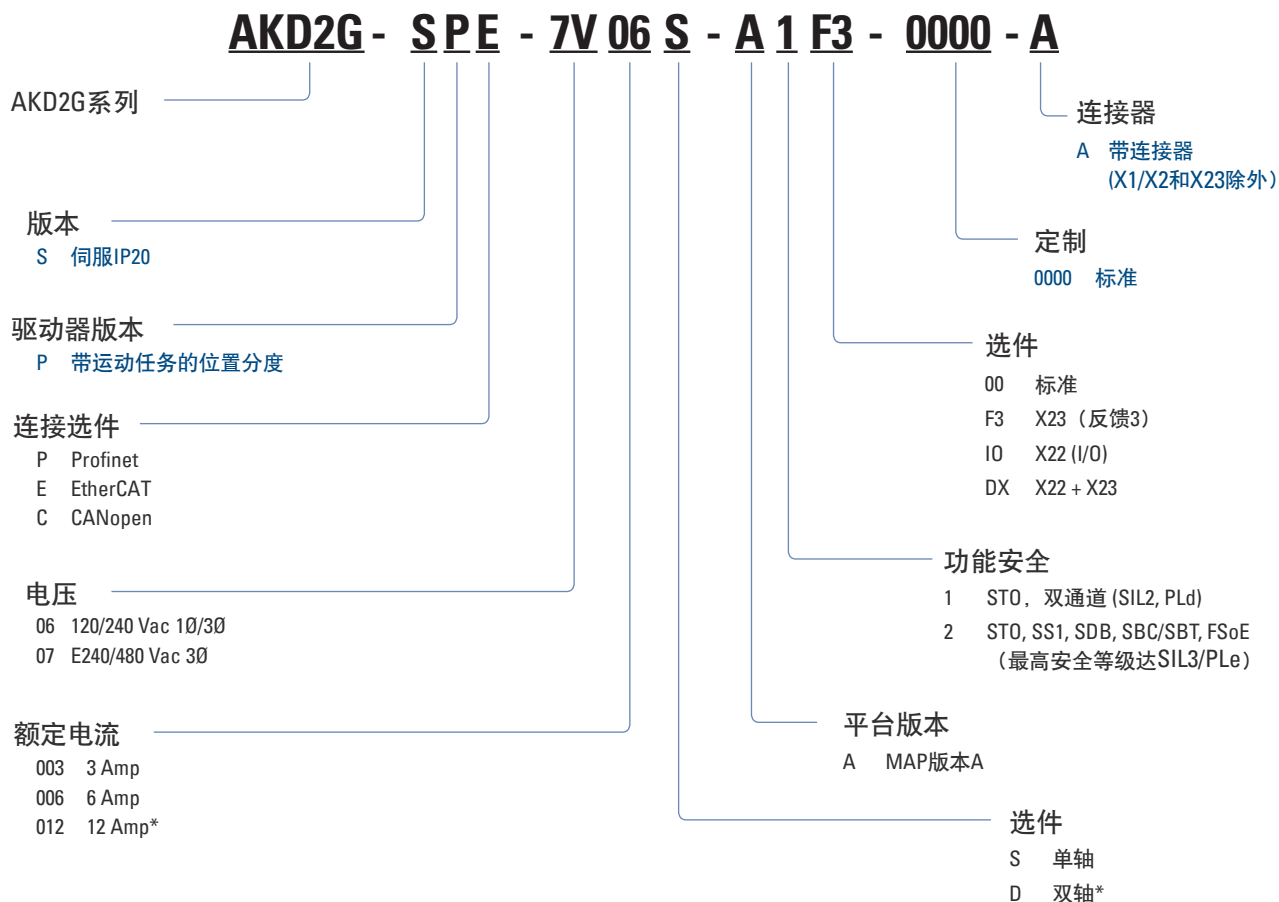 AKD2G - S P E - 7V 06 S - A 1 F3 - 0000 - A
AKD2G系列
版本
S 伺服IP20
驱动器版本
P 带运动任务的位置分度
连接选件
P Profinet
E EtherCAT
C CANopen
电压
06 120/240 Vac 1Ø/3Ø
07 E240/480 Vac 3Ø
额定电流
003 3 Amp
006 6 Amp
012 12 Amp*
连接器
A 带连接器
(X1/X2和X23除外）
定制
0000 标准
选件
00 标准
F3 X23（反馈3）
IO X22 (I/O)
DX X22 + X23
功能安全
1 STO，双通道 (SIL2, PLd)
2 STO, SS1, SDB, SBC/SBT, FSoE
（最高安全等级达SIL3/PLe）
平台版本
A MAP版本A
选件
S 单轴
D 双轴*